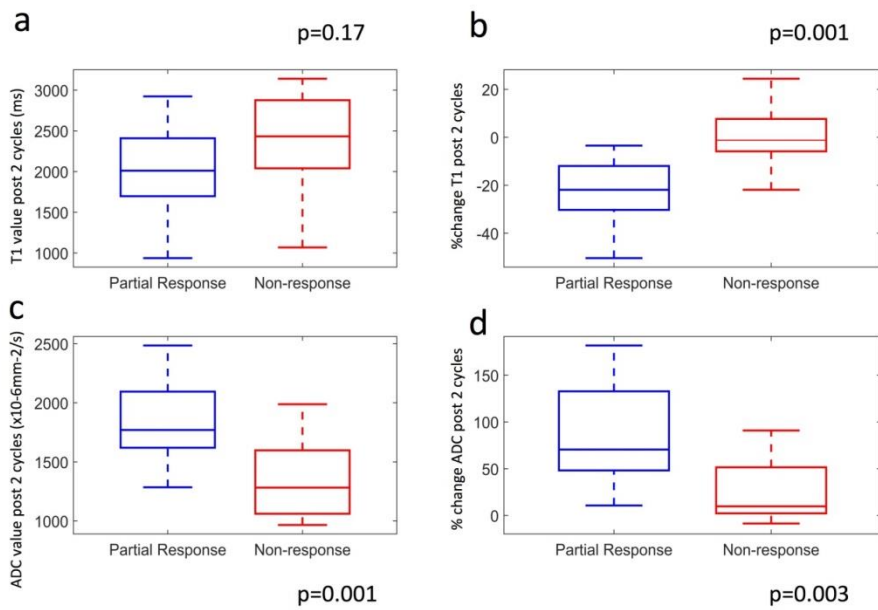 a
p=0.17
T1 value post 2 cycles (ms)
3000
2500
2000
1500
1000
Partial Response Non-response
b
p=0.001
%change T1 post 2 cycles
20
0
-20
-40
Partial Response Non-response
c
ADC value post 2 cycles (x10-6mm-2/s)
2500
2000
1500
1000
Partial Response Non-response
p=0.001
d
% change ADC post 2 cycles
150
100
50
0
Partial Response Non-response
p=0.003